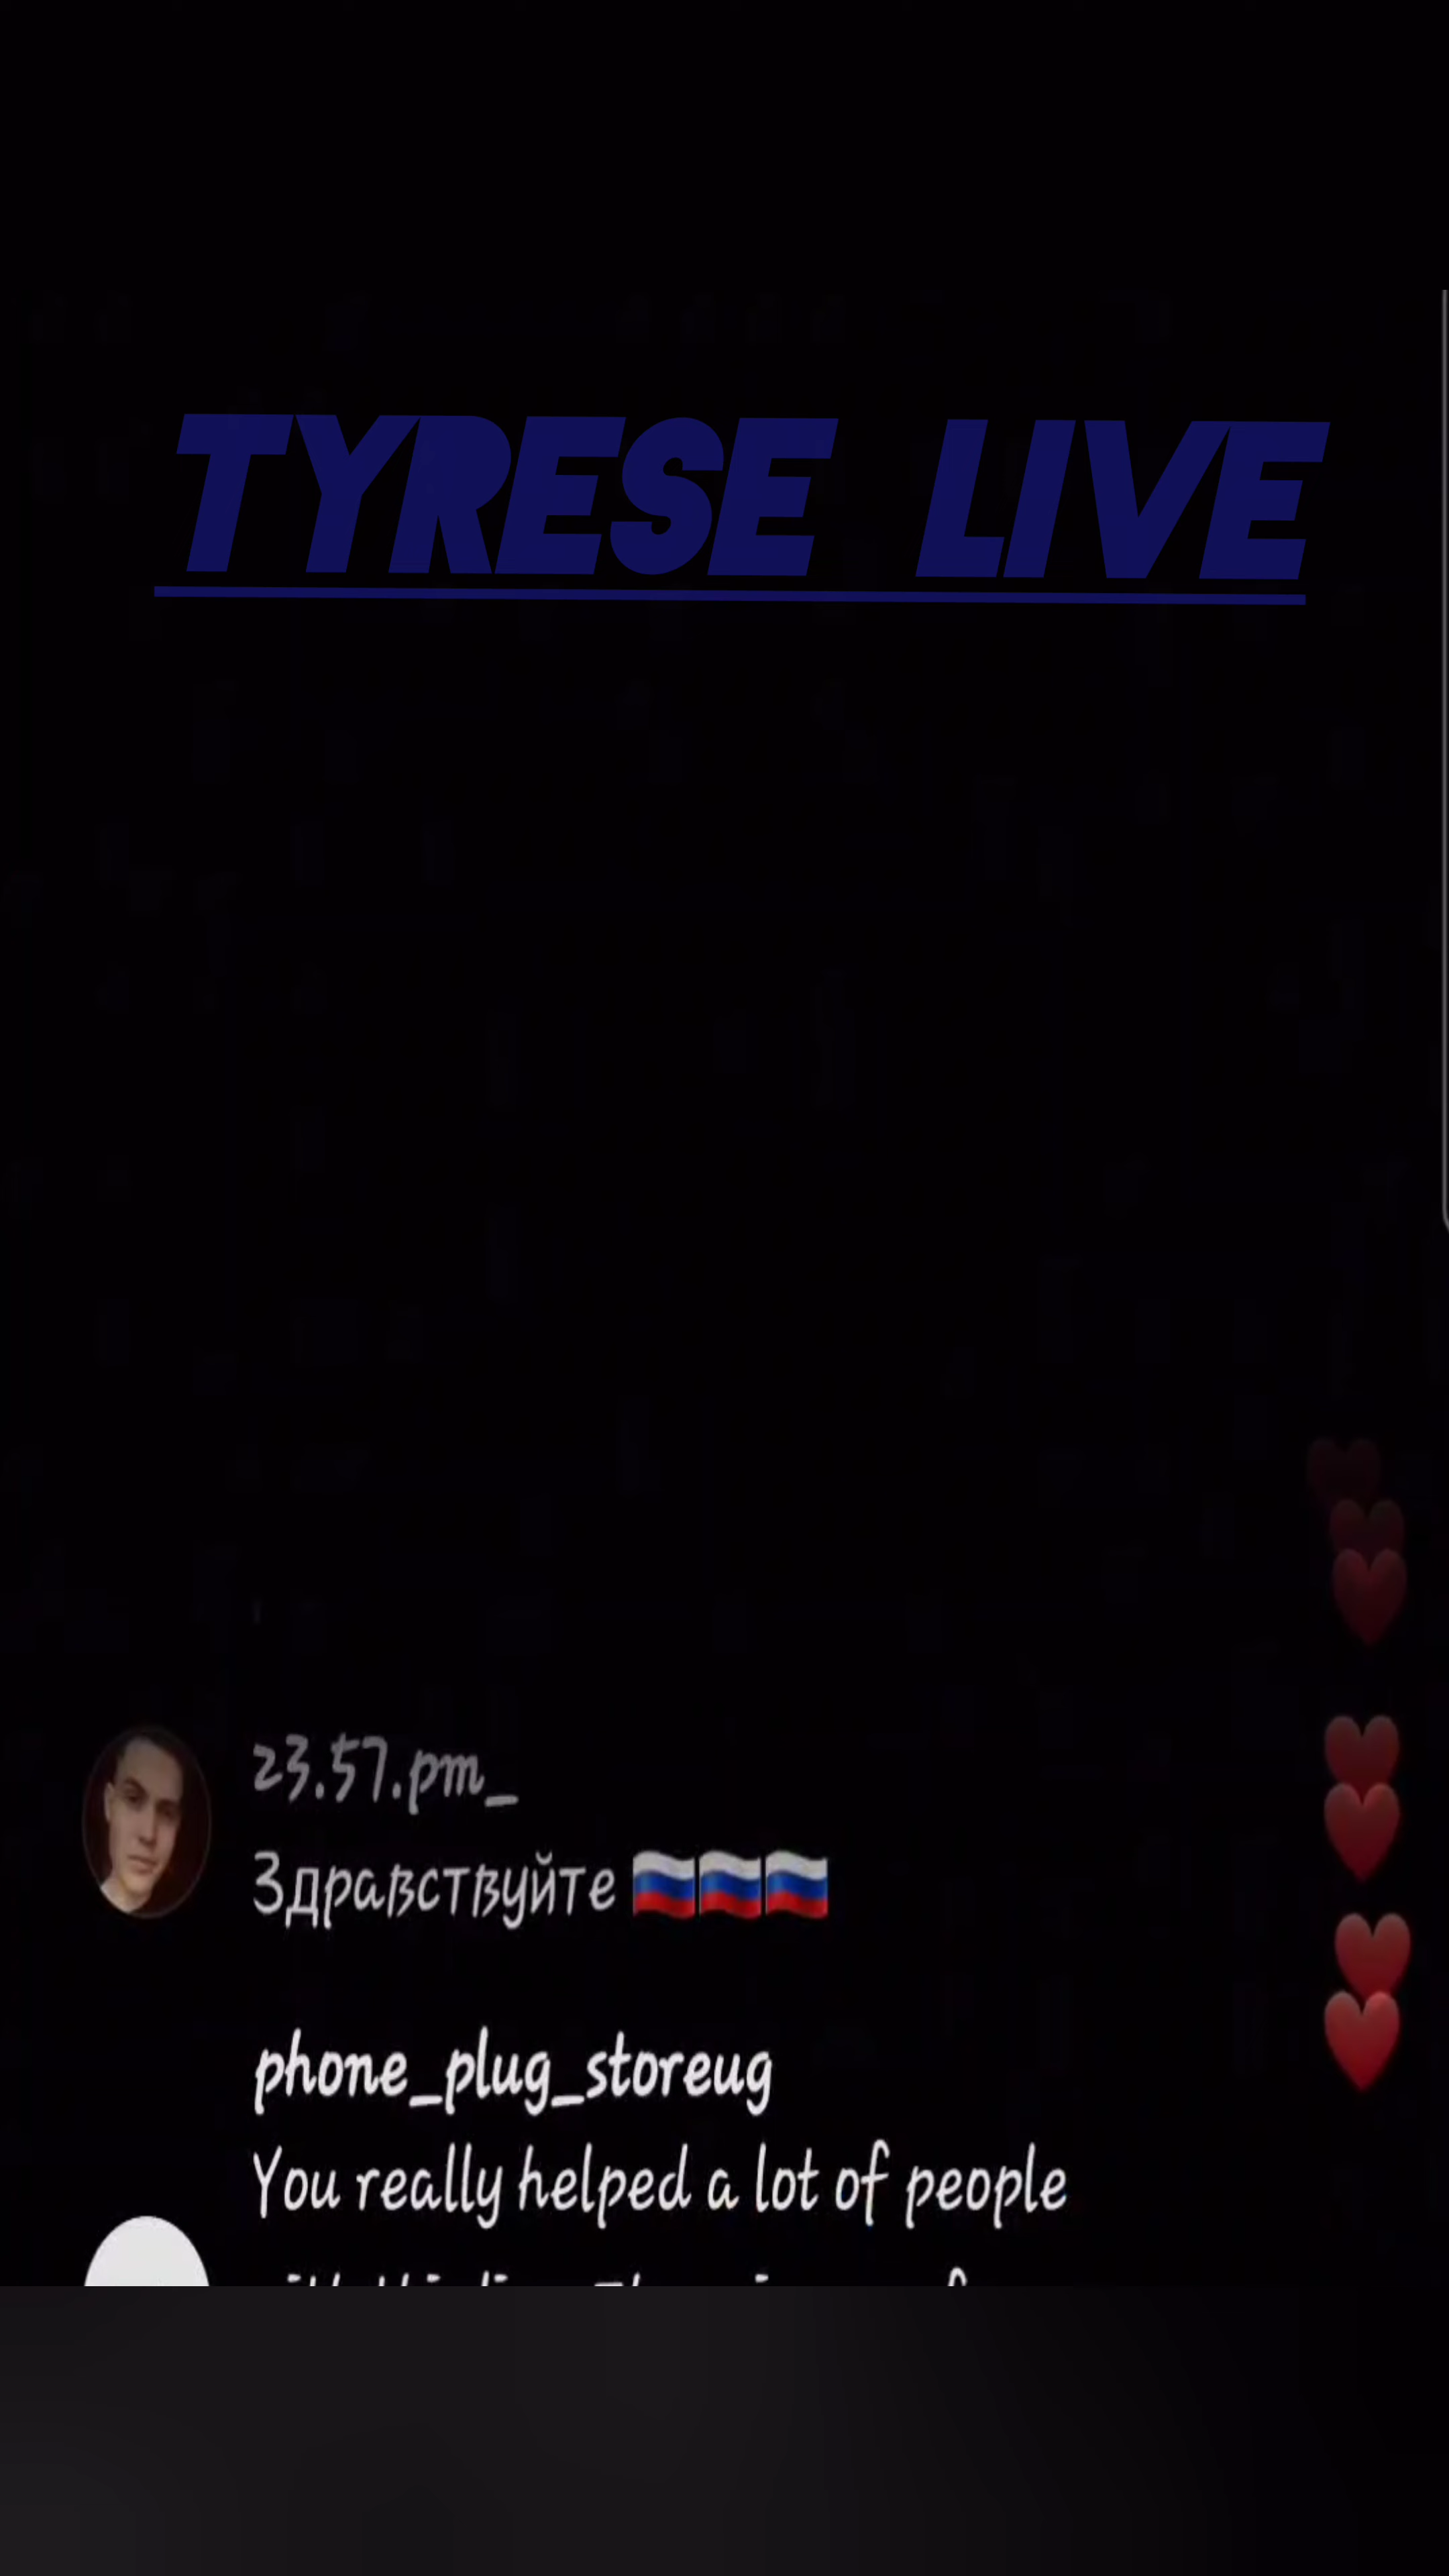 TYRESE LIVE
23.57.pm_
Здравствуйте 🇷🇺🇷🇺🇷🇺
phone_plug_storeug
You really helped a lot of people